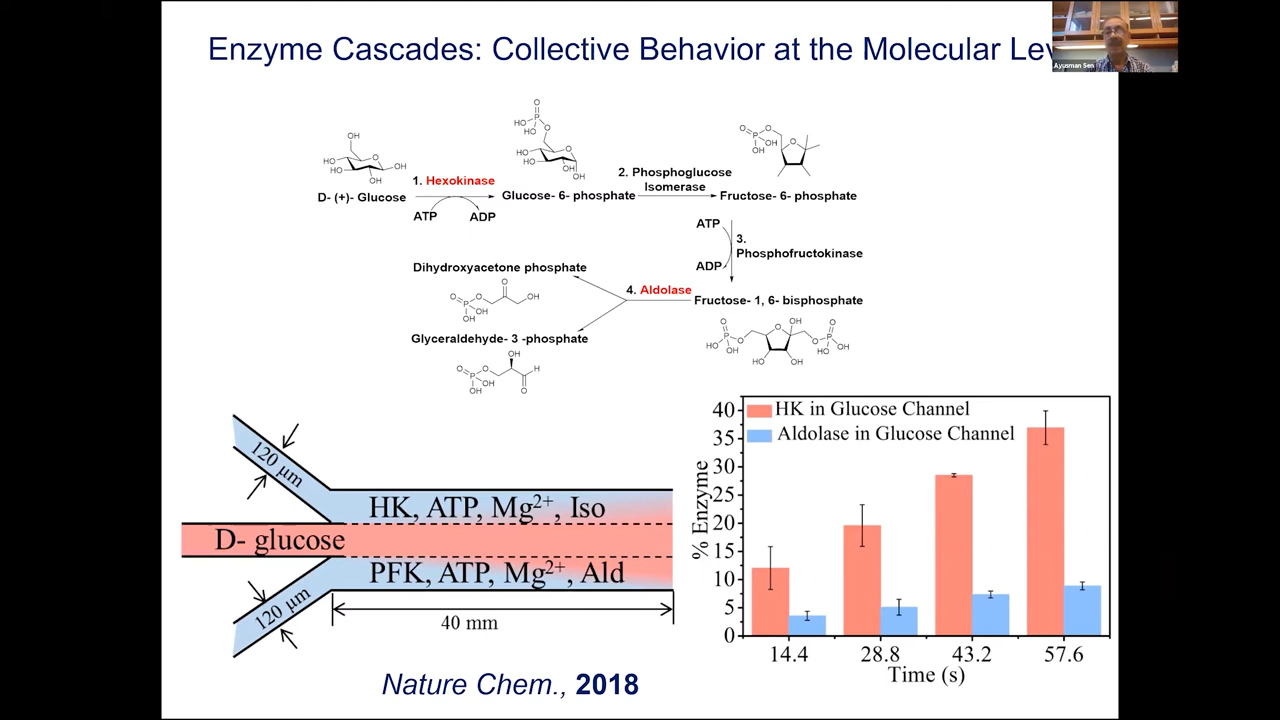 Enzyme Cascades: Collective Behavior at the Molecular Lev
Ayusman Sen
OH
HO
HO
O
OH
OH
D- (+)- Glucose
1. Hexokinase
ATP
ADP
O
HO
P
HO
O
HO
HO
O
OH
OH
Glucose- 6- phosphate
2. Phosphoglucose
Isomerase
O
P
O
OH
OH
O
Fructose- 6- phosphate
ATP
3.
Phosphofructokinase
ADP
Fructose- 1, 6- bisphosphate
O
HO
P
OH
O
O
OH
HO
OH
O
P
O
OH
HO
4. Aldolase
Dihydroxyacetone phosphate
O
P
O
O
OH
OH
OH
Glyceraldehyde- 3 -phosphate
O
P
O
OH
OH
OH
H
O
120 μm
HK, ATP, Mg2+, Iso
D- glucose
PFK, ATP, Mg2+, Ald
120 μm
40 mm
HK in Glucose Channel
Aldolase in Glucose Channel
% Enzyme
40
35
30
25
20
15
10
5
0
14.4 28.8 43.2 57.6
Time (s)
Nature Chem., 2018